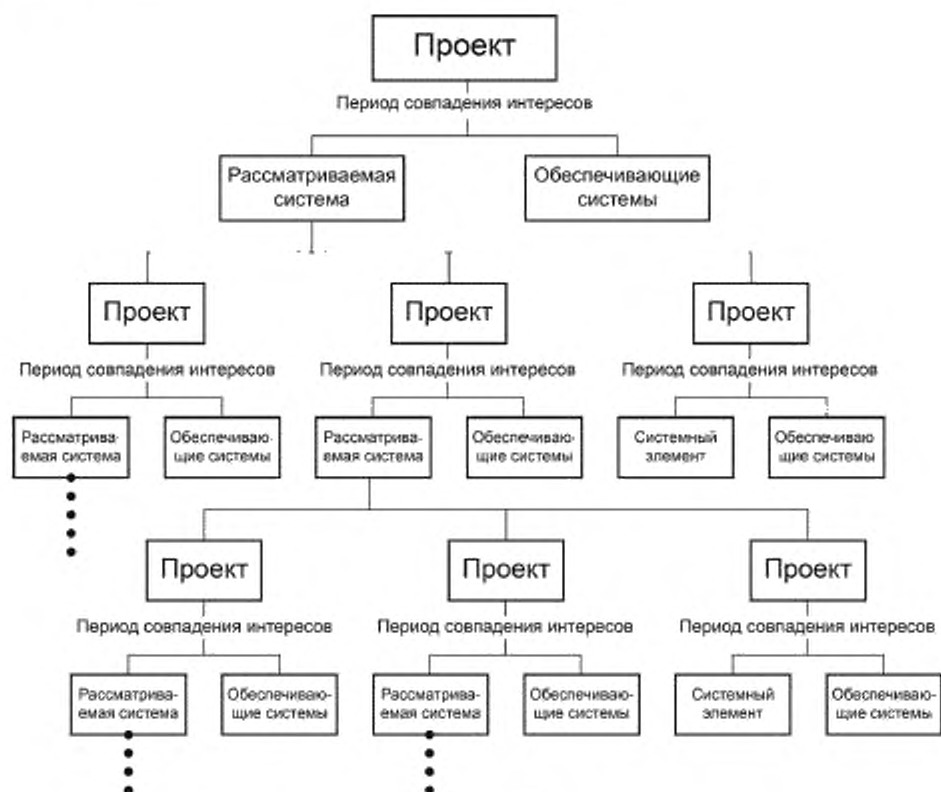 Проект
Период совпадения интересов
Рассматриваемая
система
Обеспечивающие
системы
Проект
Проект
Проект
Период совпадения интересов
Период совпадения интересов
Период совпадения интересов
Рассматрива-
емая система
Обеспечиваю-
щие системы
Рассматрива-
емая система
Обеспечиваю-
щие системы
Системный
элемент
Обеспечиваю
щие системы
Проект
Проект
Проект
Период совпадения интересов
Период совпадения интересов
Период совпадения интересов
Рассматрива-
емая система
Обеспечиваю-
щие системы
Рассматрива-
емая система
Обеспечиваю-
щие системы
Системный
элемент
Обеспечиваю-
щие системы